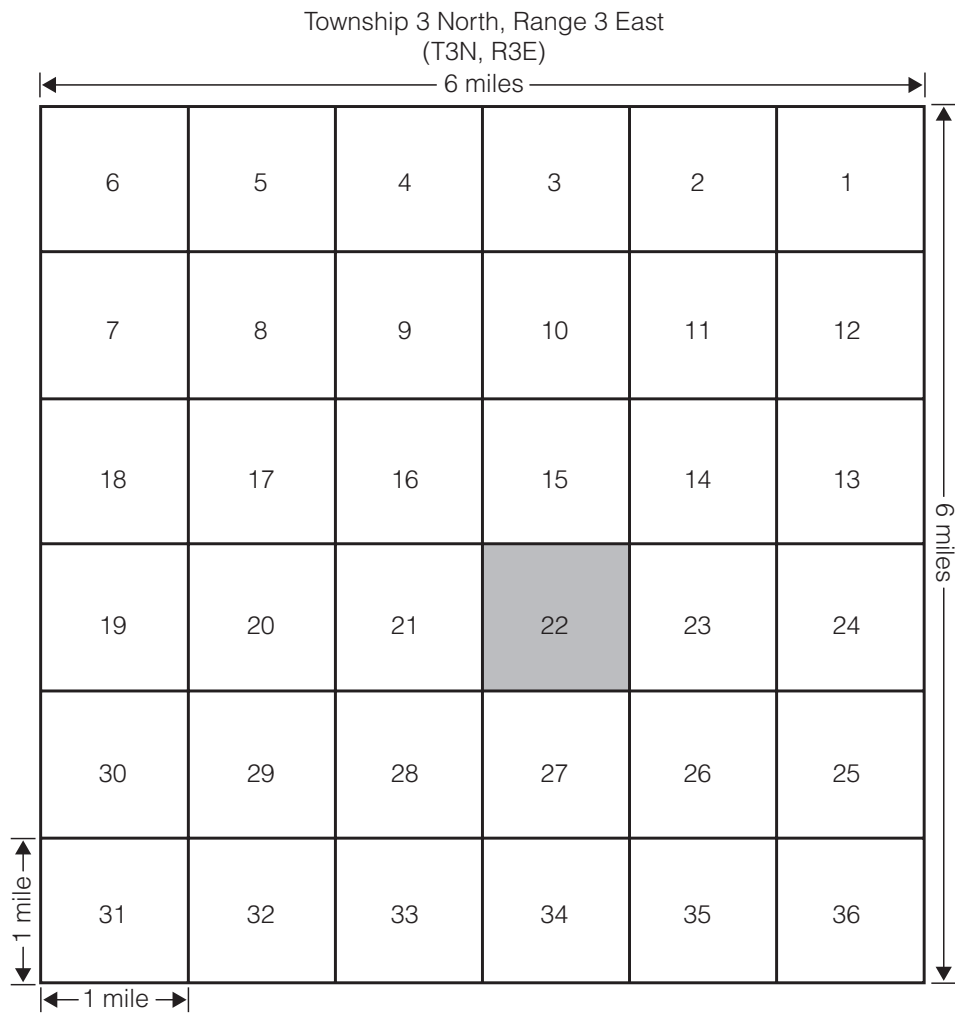 Township 3 North, Range 3 East
(T3N, R3E)
6 miles
6 5 4 3 2 1
7 8 9 10 11 12
18 17 16 15 14 13
6 miles
19 20 21 22 23 24
30 29 28 27 26 25
1 mile
31 32 33 34 35 36
1 mile